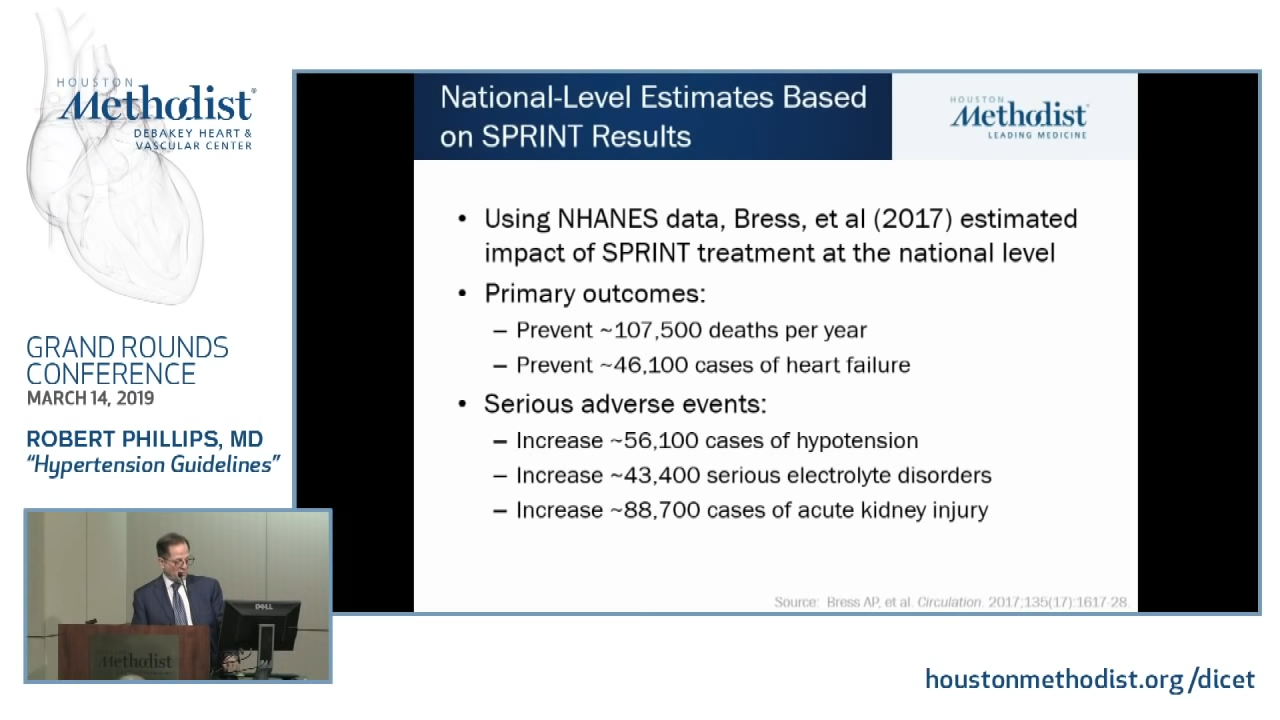 HOUSTON
Methodist®
DEBAKEY HEART &
VASCULAR CENTER
GRAND ROUNDS
CONFERENCE
MARCH 14, 2019
ROBERT PHILLIPS, MD
“Hypertension Guidelines”
National-Level Estimates Based
on SPRINT Results
HOUSTON
Methodist
LEADING MEDICINE
• Using NHANES data, Bress, et al (2017) estimated
impact of SPRINT treatment at the national level
• Primary outcomes:
– Prevent ~107,500 deaths per year
– Prevent ~46,100 cases of heart failure
• Serious adverse events:
– Increase ~56,100 cases of hypotension
– Increase ~43,400 serious electrolyte disorders
– Increase ~88,700 cases of acute kidney injury
Source: Bress AP, et al. Circulation. 2017;135(17):1617-28.
DELL
Methodist
houstonmethodist.org/dicet